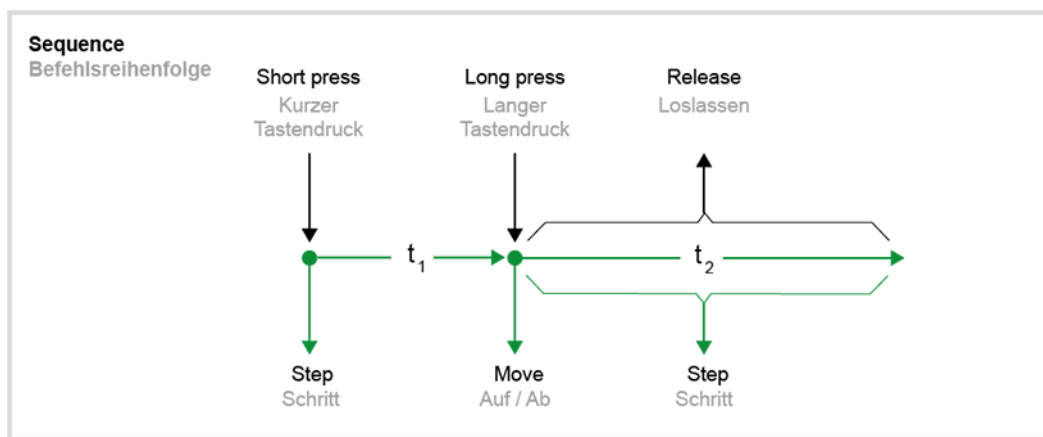 Sequence
Befehlsreihenfolge
Short press
Kurzer
Tastendruck
Long press
Langer
Tastendruck
Release
Loslassen
t1
t2
Step
Schritt
Move
Auf / Ab
Step
Schritt